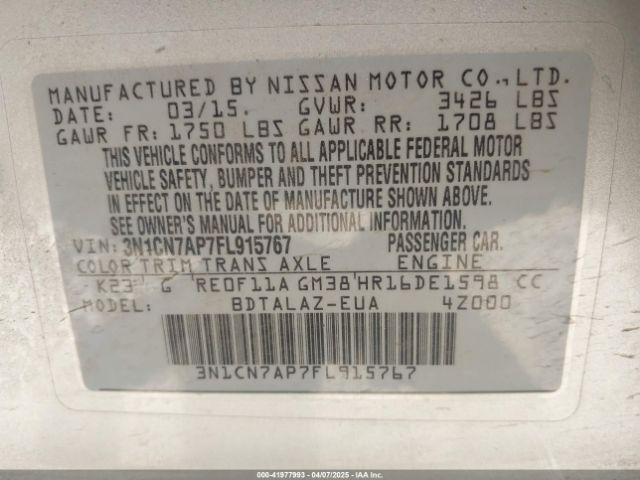 MANUFACTURED BY NISSAN MOTOR CO., LTD.
DATE: 03/15. GVWR: 3426 LBS
GAWR FR: 1750 LBS GAWR RR: 1708 LBS
THIS VEHICLE CONFORMS TO ALL APPLICABLE FEDERAL MOTOR
VEHICLE SAFETY, BUMPER AND THEFT PREVENTION STANDARDS
IN EFFECT ON THE DATE OF MANUFACTURE SHOWN ABOVE.
SEE OWNER'S MANUAL FOR ADDITIONAL INFORMATION.
VIN: 3N1CN7AP7FL915767 PASSENGER CAR.
COLOR TRIM TRANS AXLE ENGINE
K23 G RE0F11A GM38 HR16DE1598 CC
MODEL: BDTALAZ-EUA 4Z000
3N1CN7AP7FL915767
000-41977993 - 04/07/2025 - Copyright IAA, Inc.